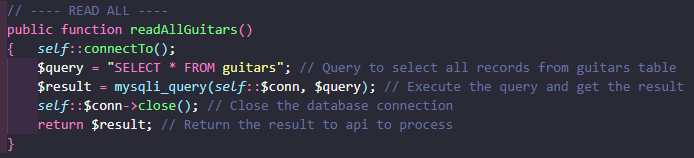 // ---- READ ALL ----
public function readAllGuitars()
{   self::connectTo();
    $query = "SELECT * FROM guitars"; // Query to select all records from guitars table
    $result = mysqli_query(self::$conn, $query); // Execute the query and get the result
    self::$conn->close(); // Close the database connection
    return $result; // Return the result to api to process
}